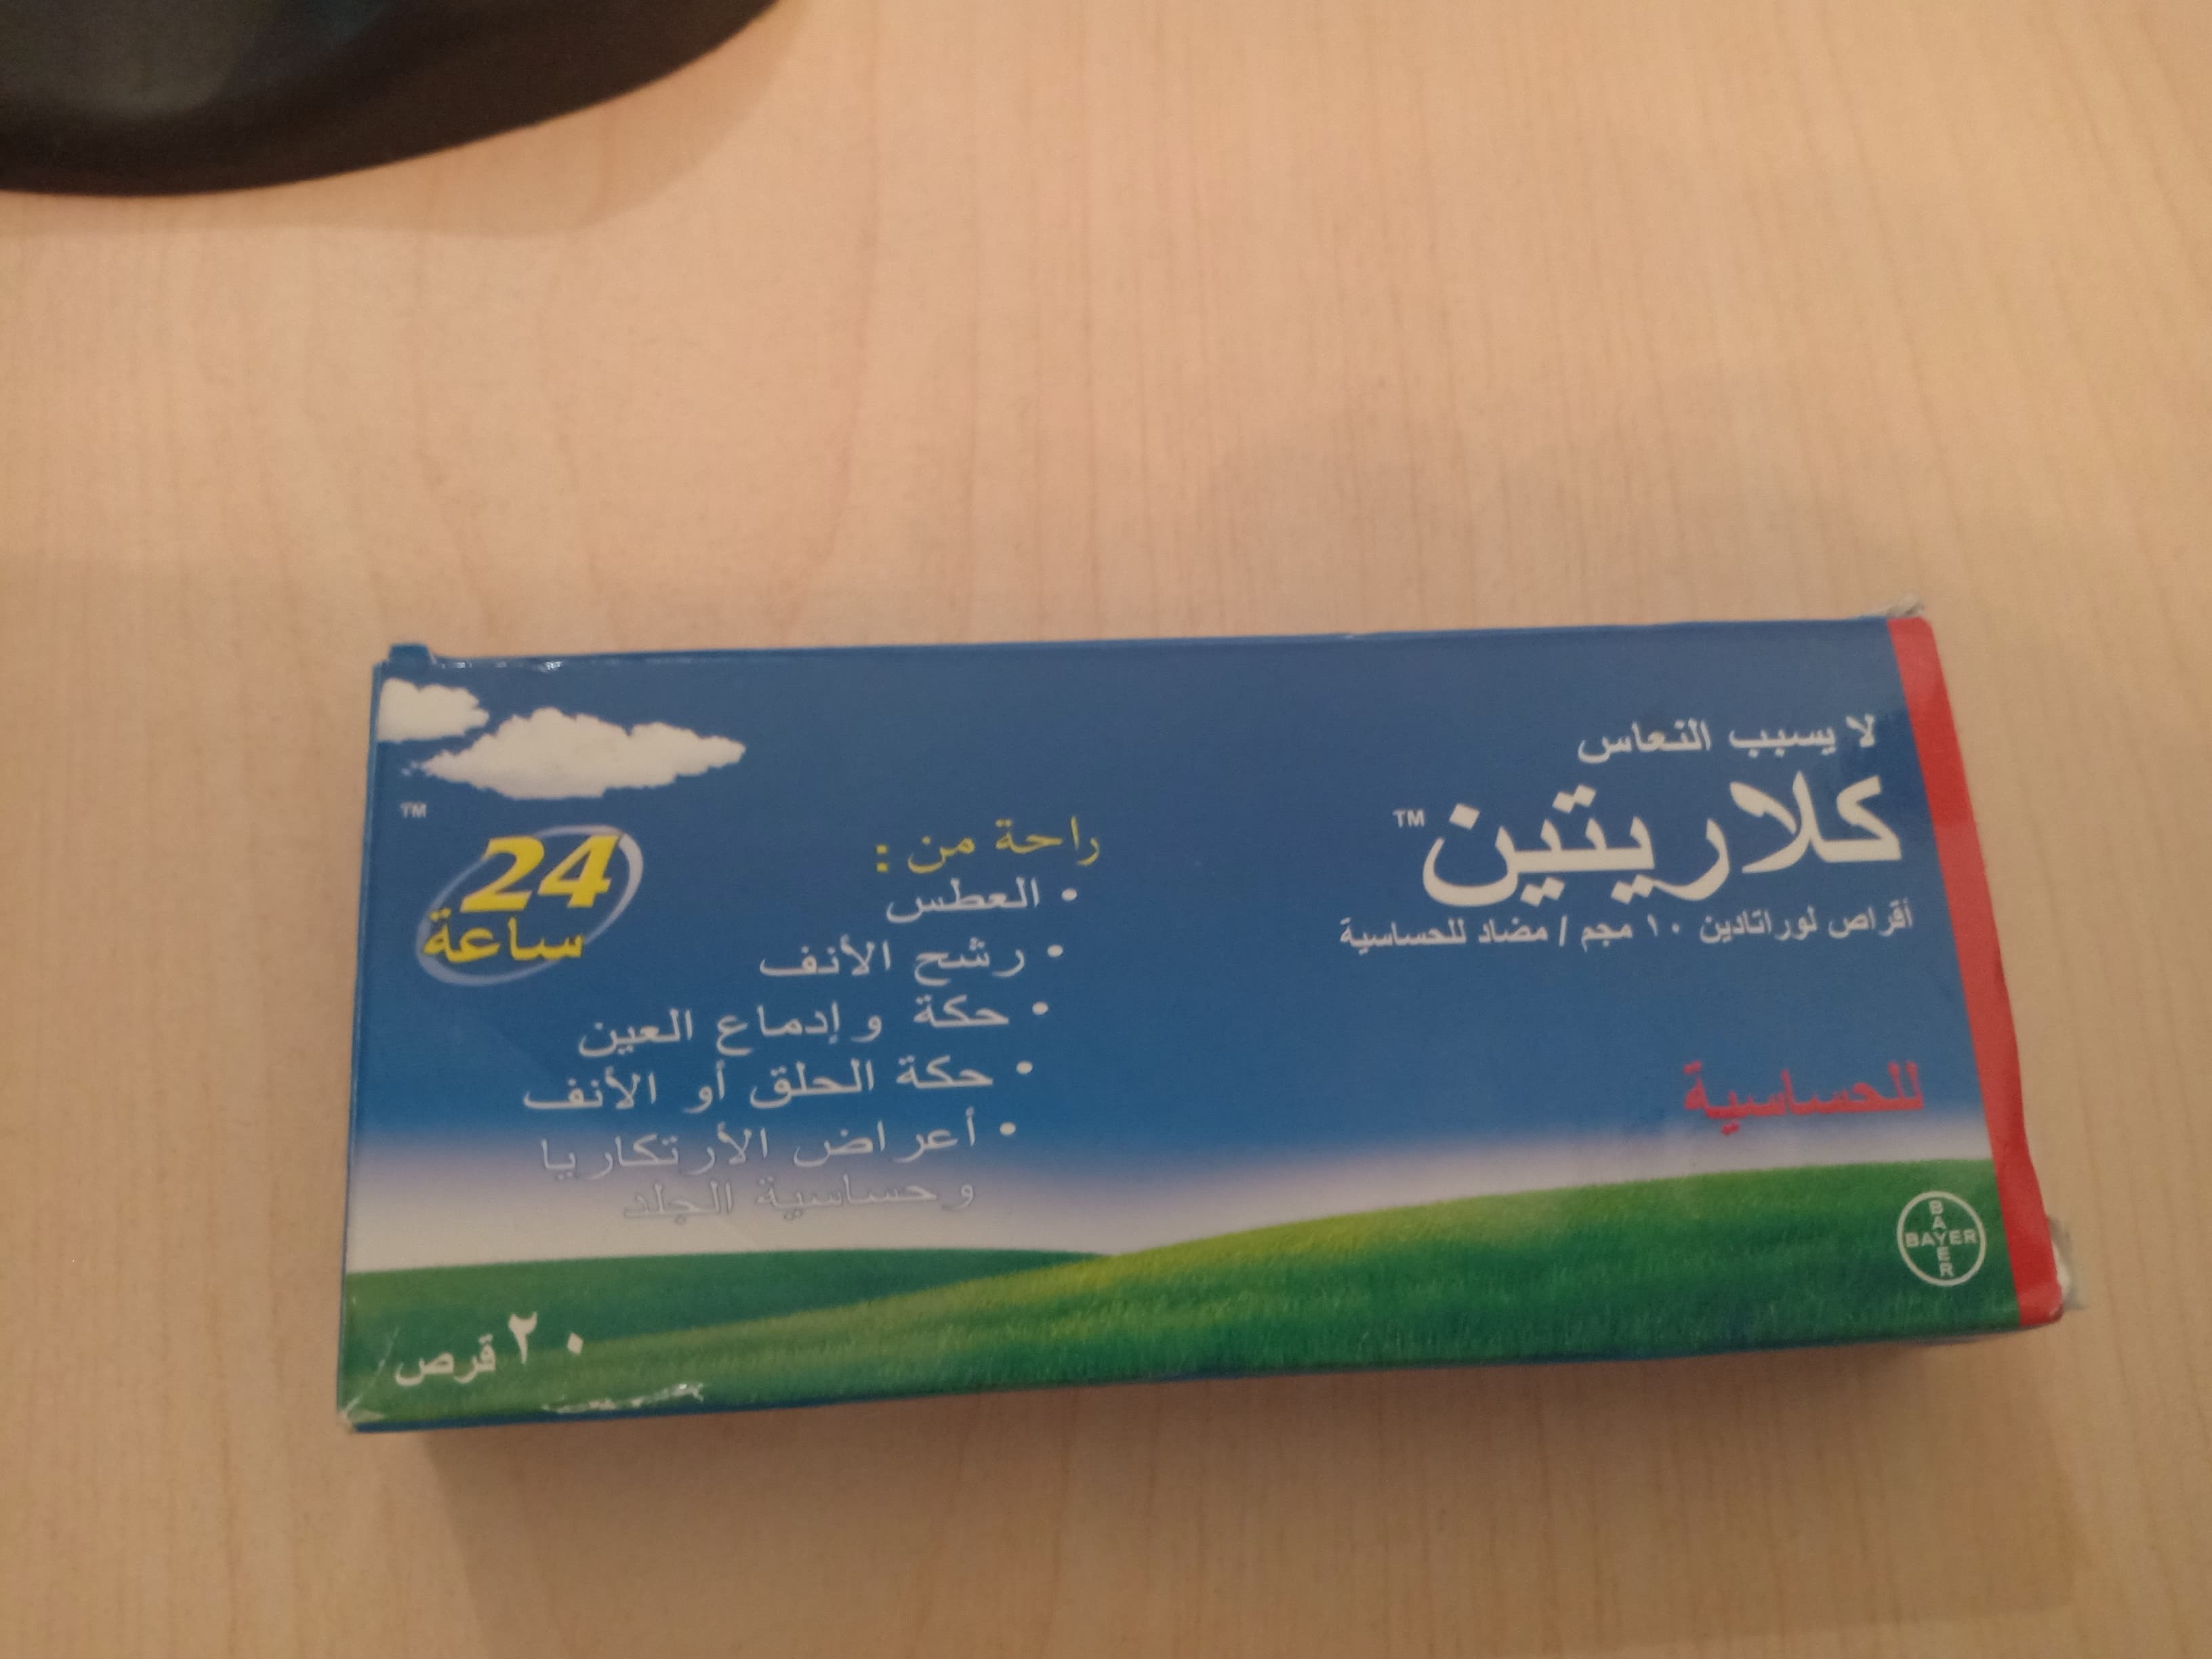 لا يسبب النعاس
كلاريتين™
أقراص لوراتادين ١٠ مجم / مضاد للحساسية
للحساسية
BAYER
BAYER
راحة من :
• العطس
• رشح الأنف
• حكة وإدماع العين
• حكة الحلق أو الأنف
• أعراض الأرتكاريا
وحساسية الجلد
TM
24
ساعة
٢٠ قرص